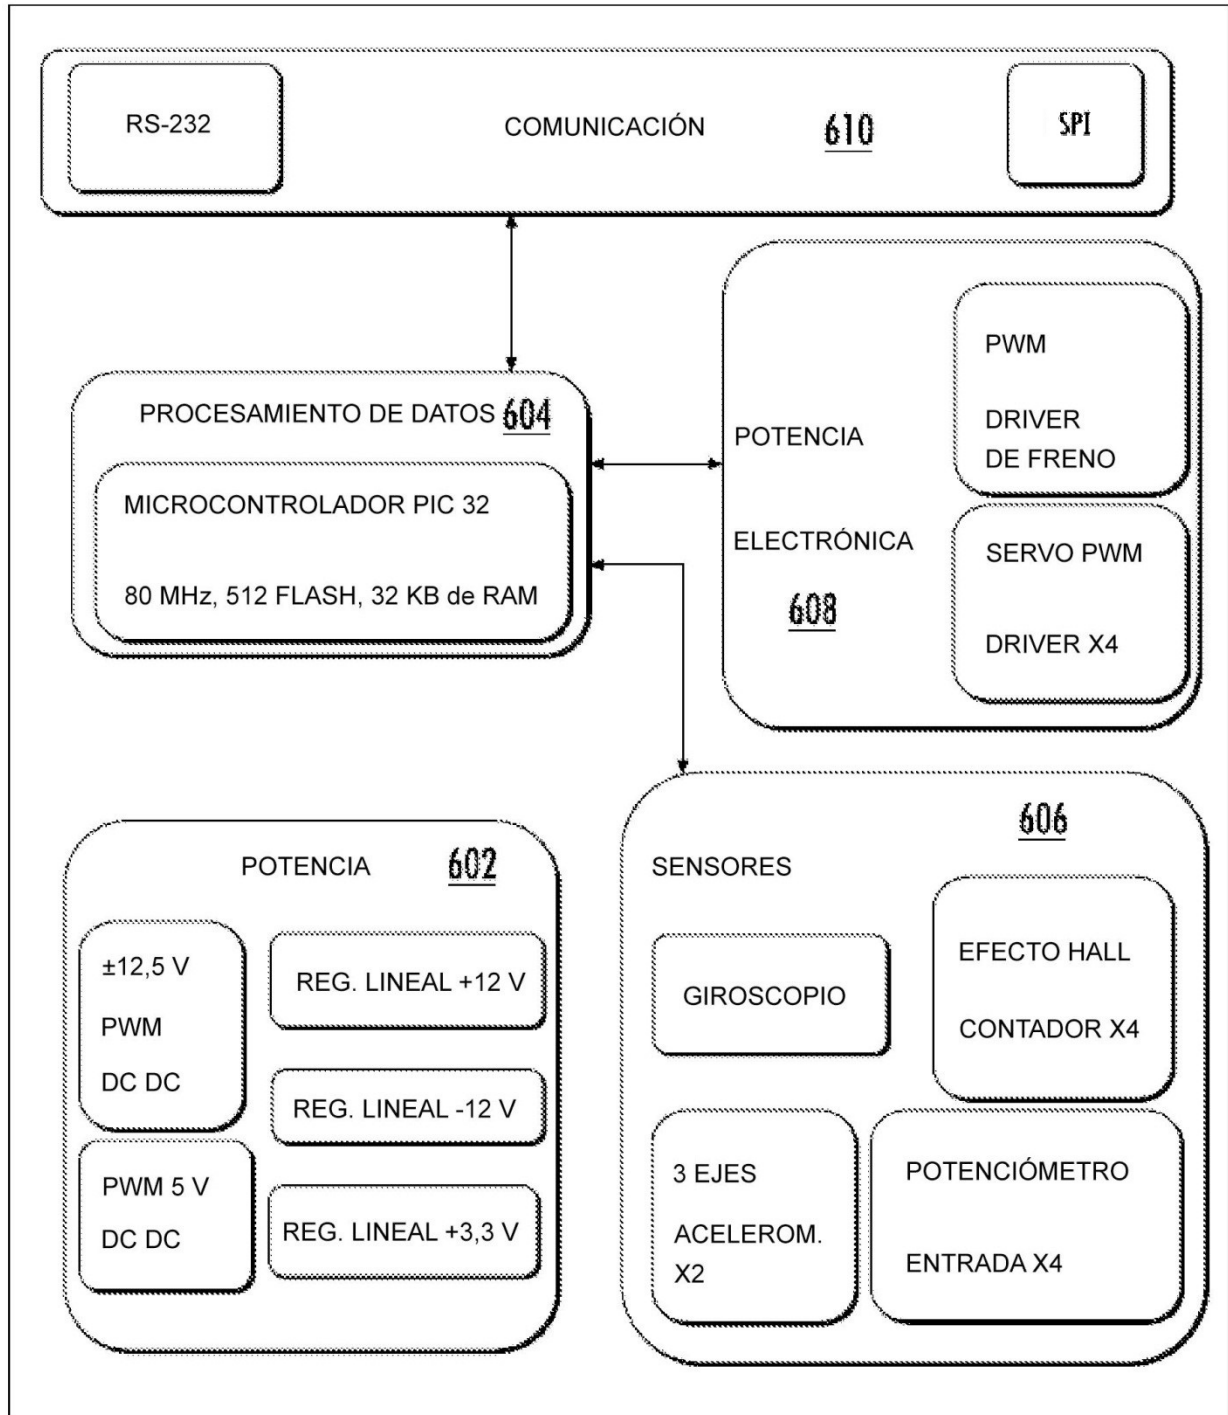 RS-232
COMUNICACIÓN 610
SPI
PROCESAMIENTO DE DATOS 604
MICROCONTROLADOR PIC 32
80 MHz, 512 FLASH, 32 KB de RAM
POTENCIA
ELECTRÓNICA
608
PWM
DRIVER
DE FRENO
SERVO PWM
DRIVER X4
POTENCIA 602
±12,5 V
PWM
DC DC
PWM 5 V
DC DC
REG. LINEAL +12 V
REG. LINEAL -12 V
REG. LINEAL +3,3 V
606
SENSORES
GIROSCOPIO
EFECTO HALL
CONTADOR X4
3 EJES
ACELEROM.
X2
POTENCIÓMETRO
ENTRADA X4